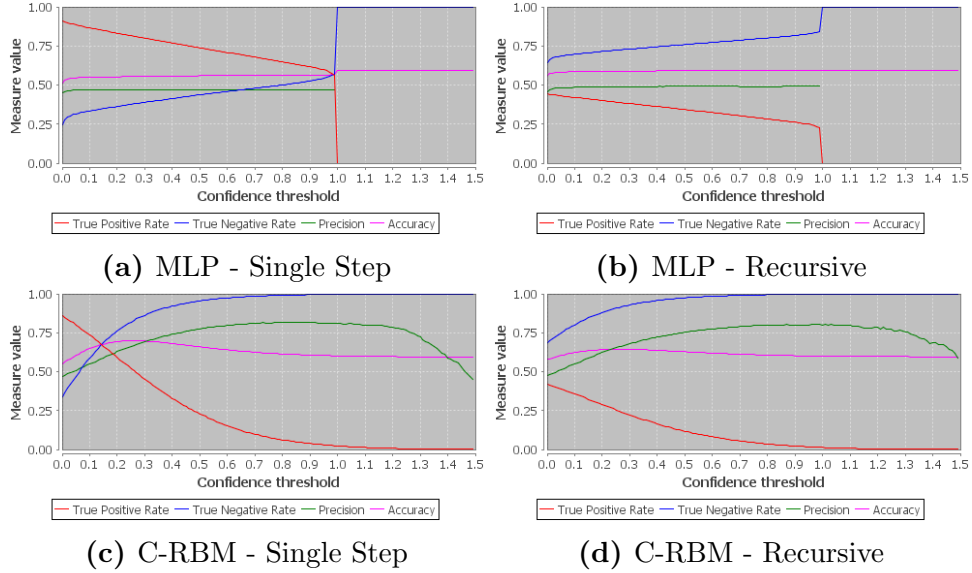 Measure value
1.00
0.75
0.50
0.25
0.00
0.0 0.1 0.2 0.3 0.4 0.5 0.6 0.7 0.8 0.9 1.0 1.1 1.2 1.3 1.4 1.5
Confidence threshold
True Positive Rate True Negative Rate Precision Accuracy
(a) MLP - Single Step
Measure value
1.00
0.75
0.50
0.25
0.00
0.0 0.1 0.2 0.3 0.4 0.5 0.6 0.7 0.8 0.9 1.0 1.1 1.2 1.3 1.4 1.5
Confidence threshold
True Positive Rate True Negative Rate Precision Accuracy
(b) MLP - Recursive
Measure value
1.00
0.75
0.50
0.25
0.00
0.0 0.1 0.2 0.3 0.4 0.5 0.6 0.7 0.8 0.9 1.0 1.1 1.2 1.3 1.4 1.5
Confidence threshold
True Positive Rate True Negative Rate Precision Accuracy
(c) C-RBM - Single Step
Measure value
1.00
0.75
0.50
0.25
0.00
0.0 0.1 0.2 0.3 0.4 0.5 0.6 0.7 0.8 0.9 1.0 1.1 1.2 1.3 1.4 1.5
Confidence threshold
True Positive Rate True Negative Rate Precision Accuracy
(d) C-RBM - Recursive